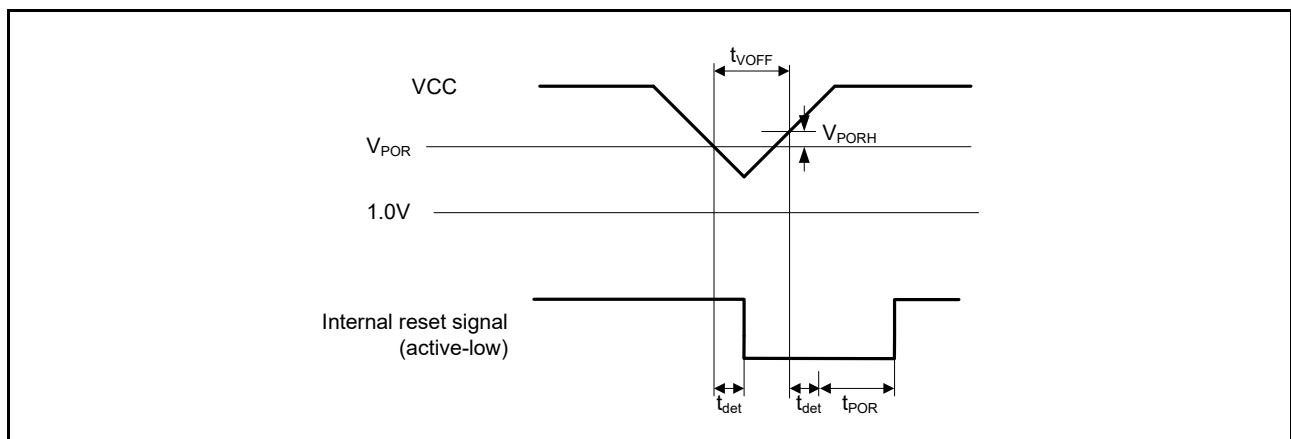 tVOFF
VCC
VPORH
VPOR
1.0V
Internal reset signal
(active-low)
tdet
tdet
tPOR